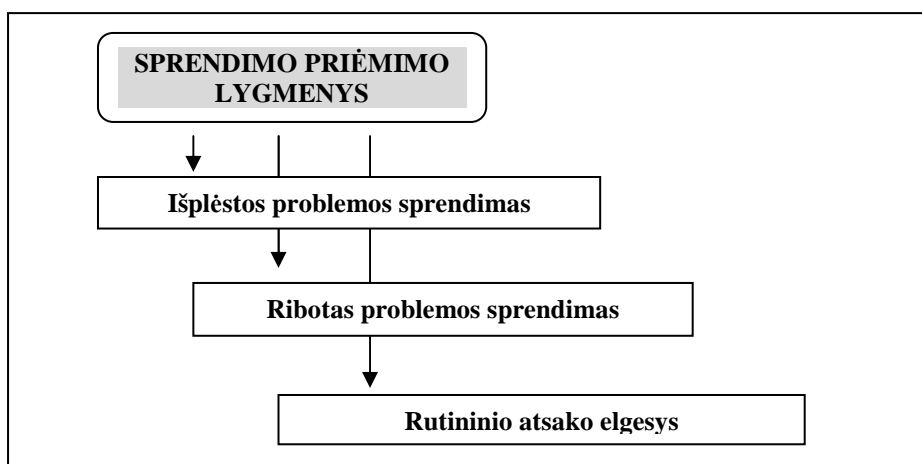 SPRENDIMO PRIĖMIMO
LYGMENYS
Išplėstos problemos sprendimas
Ribotas problemos sprendimas
Rutininio atsako elgesys